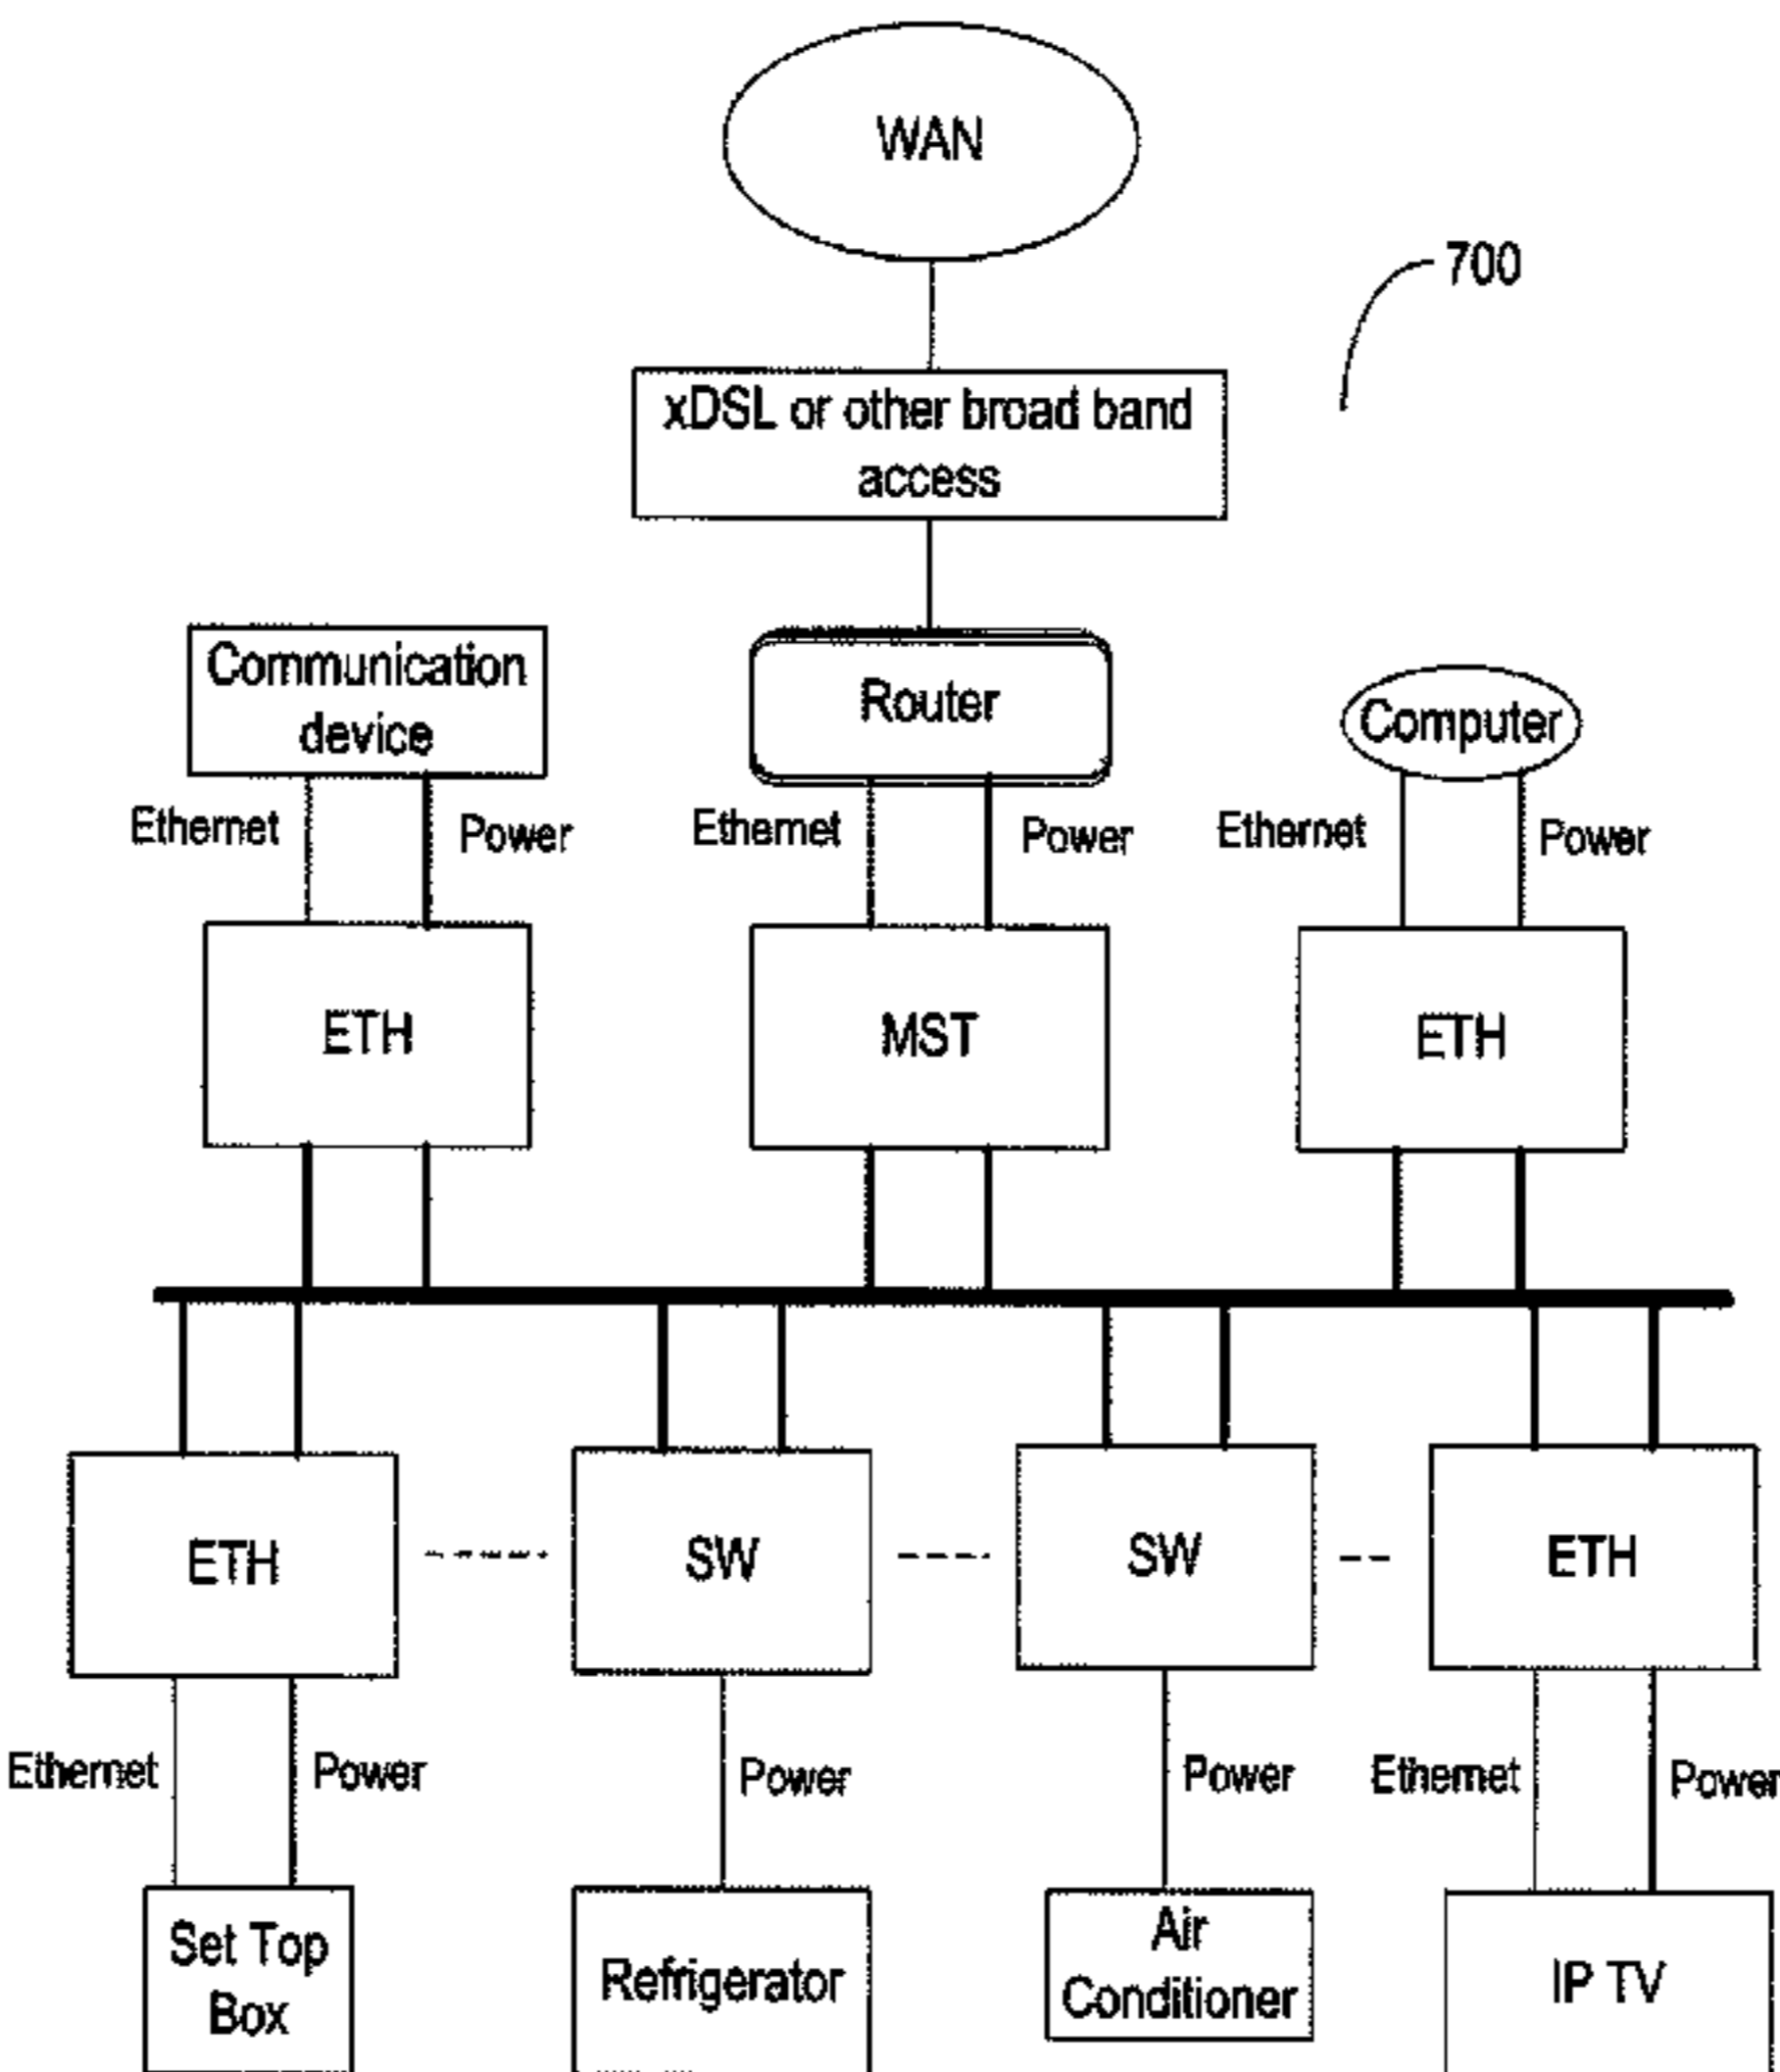 WAN
700
xDSL or other broad band
access
Communication
device
Router
Computer
Ethernet
Power
Ethernet
Power
Ethernet
Power
ETH
MST
ETH
ETH
SW
SW
ETH
Ethernet
Power
Power
Power
Ethernet
Power
Set Top
Box
Refrigerator
Air
Conditioner
IP TV